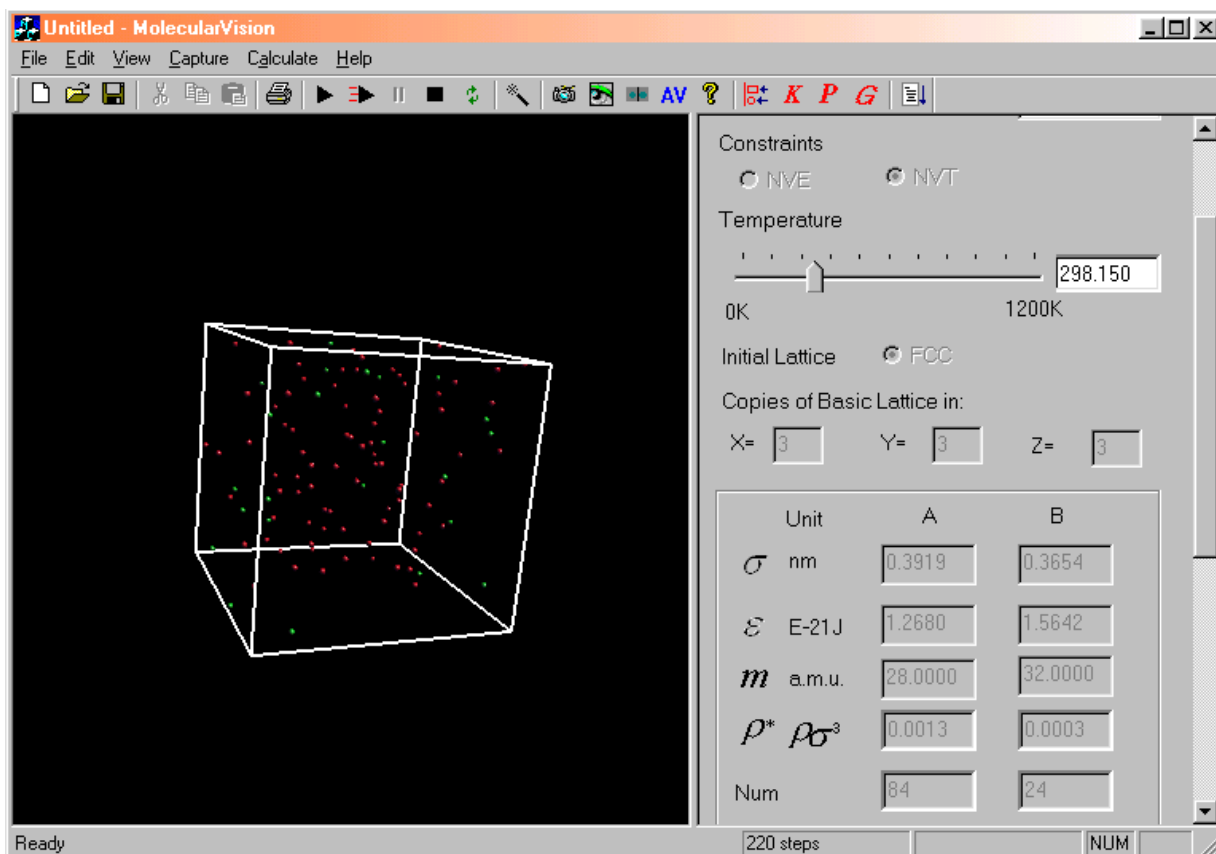 Untitled - MolecularVision
File Edit View Capture Calculate Help
AV ? K P G
Constraints
NVE NVT
Temperature
298.150
0K 1200K
Initial Lattice FCC
Copies of Basic Lattice in:
X= 3 Y= 3 Z= 3
Unit A B
σ nm 0.3919 0.3654
ε E-21J 1.2680 1.5642
m a.m.u. 28.0000 32.0000
ρ* ρσ³ 0.0013 0.0003
Num 84 24
Ready 220 steps NUM